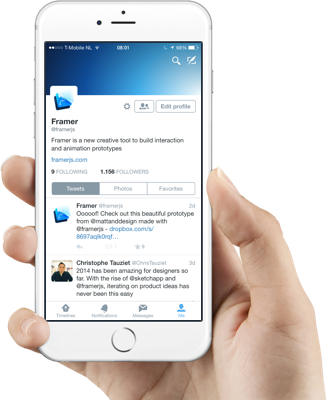 T-Mobile NL 08:01 98%
Edit profile
Framer
@framerjs
Framer is a new creative tool to build interaction
and animation prototypes
framerjs.com
9 FOLLOWING 1.156 FOLLOWERS
Tweets Photos Favorites
Framer @framerjs 2d
Ooooof! Check out this beautiful prototype
from @mattanddesign made with
@framerjs - dropbox.com/s/
8697aqlk0rqf...
Christophe Tauziet @ChrisTauziet 3d
2014 has been amazing for designers so
far. With the rise of @sketchapp and
@framerjs, iterating on product ideas has
never been this easy
Timelines Notifications Messages Me